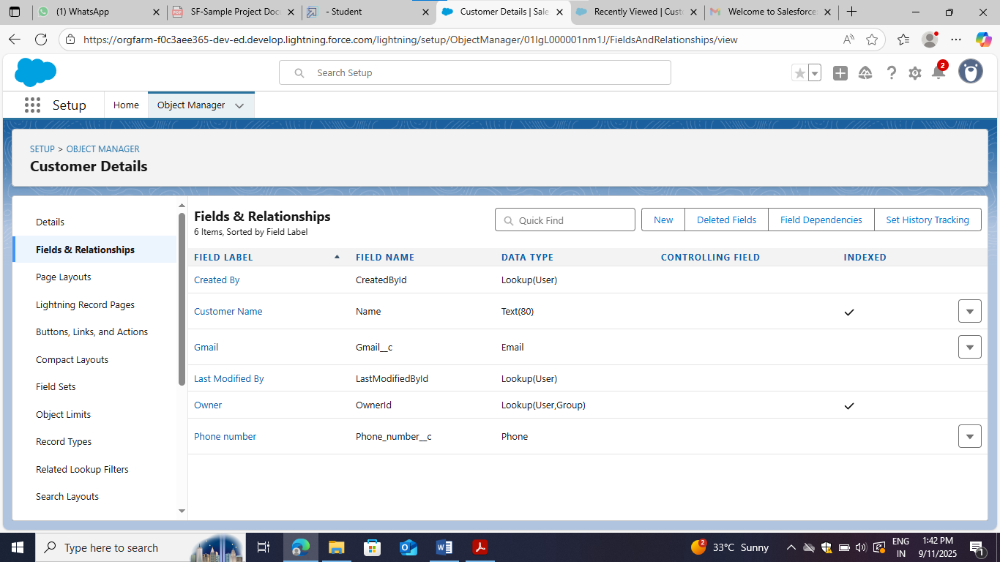 (1) WhatsApp
SF-Sample Project Doc
- Student
Customer Details | Sale
Recently Viewed | Cust
Welcome to Salesforce
https://orgfarm-f0c3aee365-dev-ed.develop.lightning.force.com/lightning/setup/ObjectManager/01IgL000001nm1J/FieldsAndRelationships/view
Search Setup
2
Setup
Home
Object Manager
SETUP > OBJECT MANAGER
Customer Details
Details
Fields & Relationships
Page Layouts
Lightning Record Pages
Buttons, Links, and Actions
Compact Layouts
Field Sets
Object Limits
Record Types
Related Lookup Filters
Search Layouts
Fields & Relationships
6 Items, Sorted by Field Label
Quick Find
New
Deleted Fields
Field Dependencies
Set History Tracking
FIELD LABEL FIELD NAME DATA TYPE CONTROLLING FIELD INDEXED
Created By CreatedById Lookup(User)
Customer Name Name Text(80)
Gmail Gmail__c Email
Last Modified By LastModifiedById Lookup(User)
Owner OwnerId Lookup(User,Group)
Phone number Phone_number__c Phone
Type here to search
2
33°C Sunny
ENG
IN
1:42 PM
9/11/2025
1